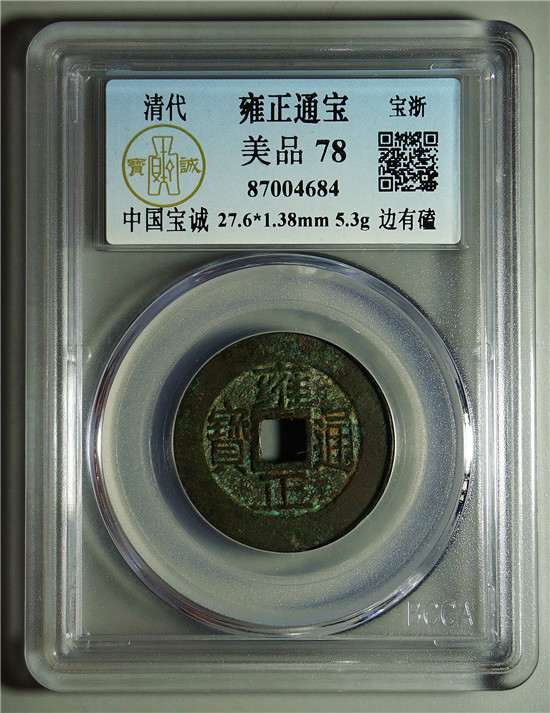 清代 雍正通宝 宝浙
寶 誠
美品 78
87004684
中国宝诚 27.6*1.38mm 5.3g 边有磕
雍
寶 通
正
BCCA